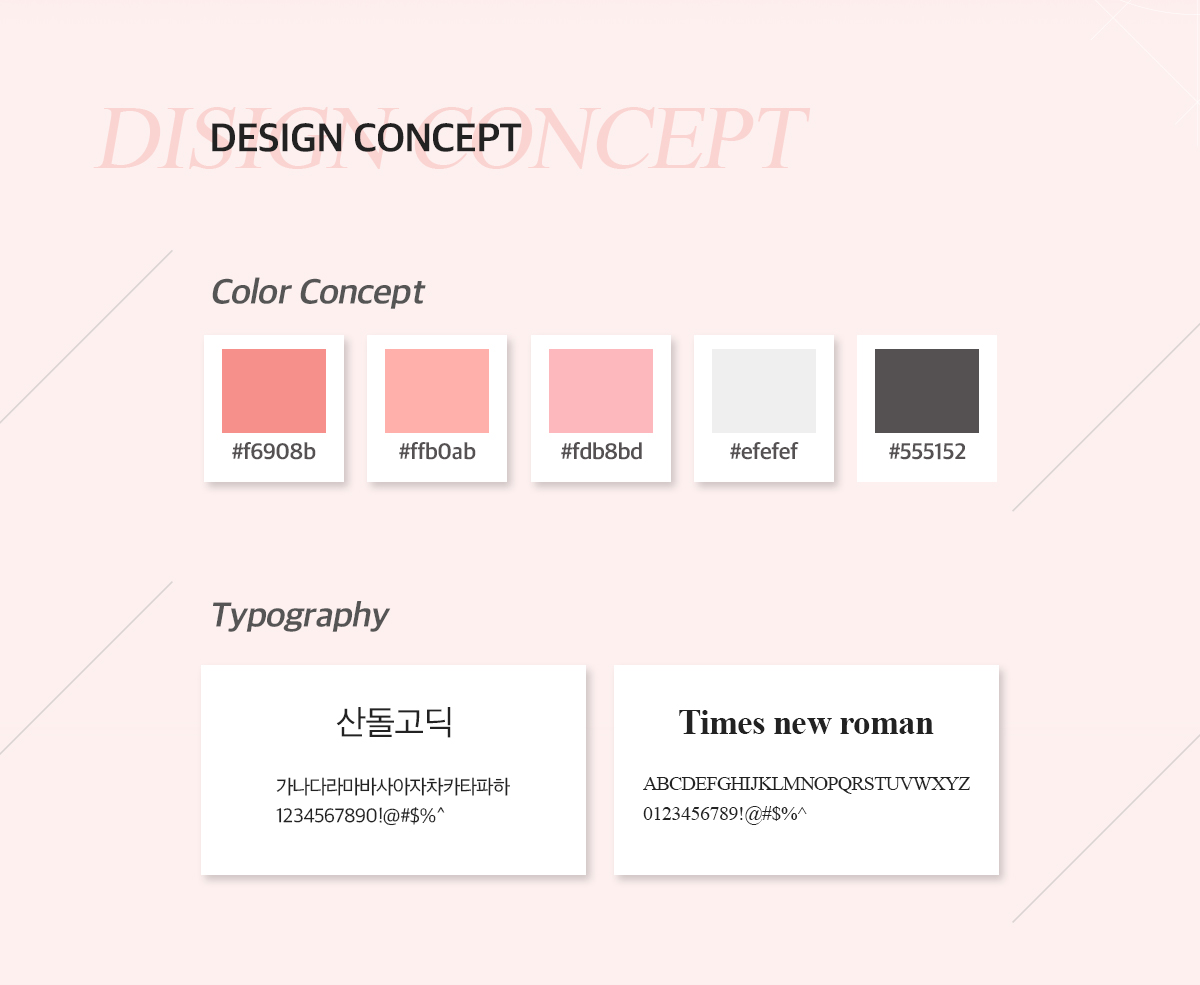 DISIGN CONCEPT
DESIGN CONCEPT
Color Concept
#f6908b
#ffb0ab
#fdb8bd
#efefef
#555152
Typography
산돌고딕
가나다라마바사아자차카타파하
1234567890!@#$%^
Times new roman
ABCDEFGHIJKLMNOPQRSTUVWXYZ
0123456789!@#$%^